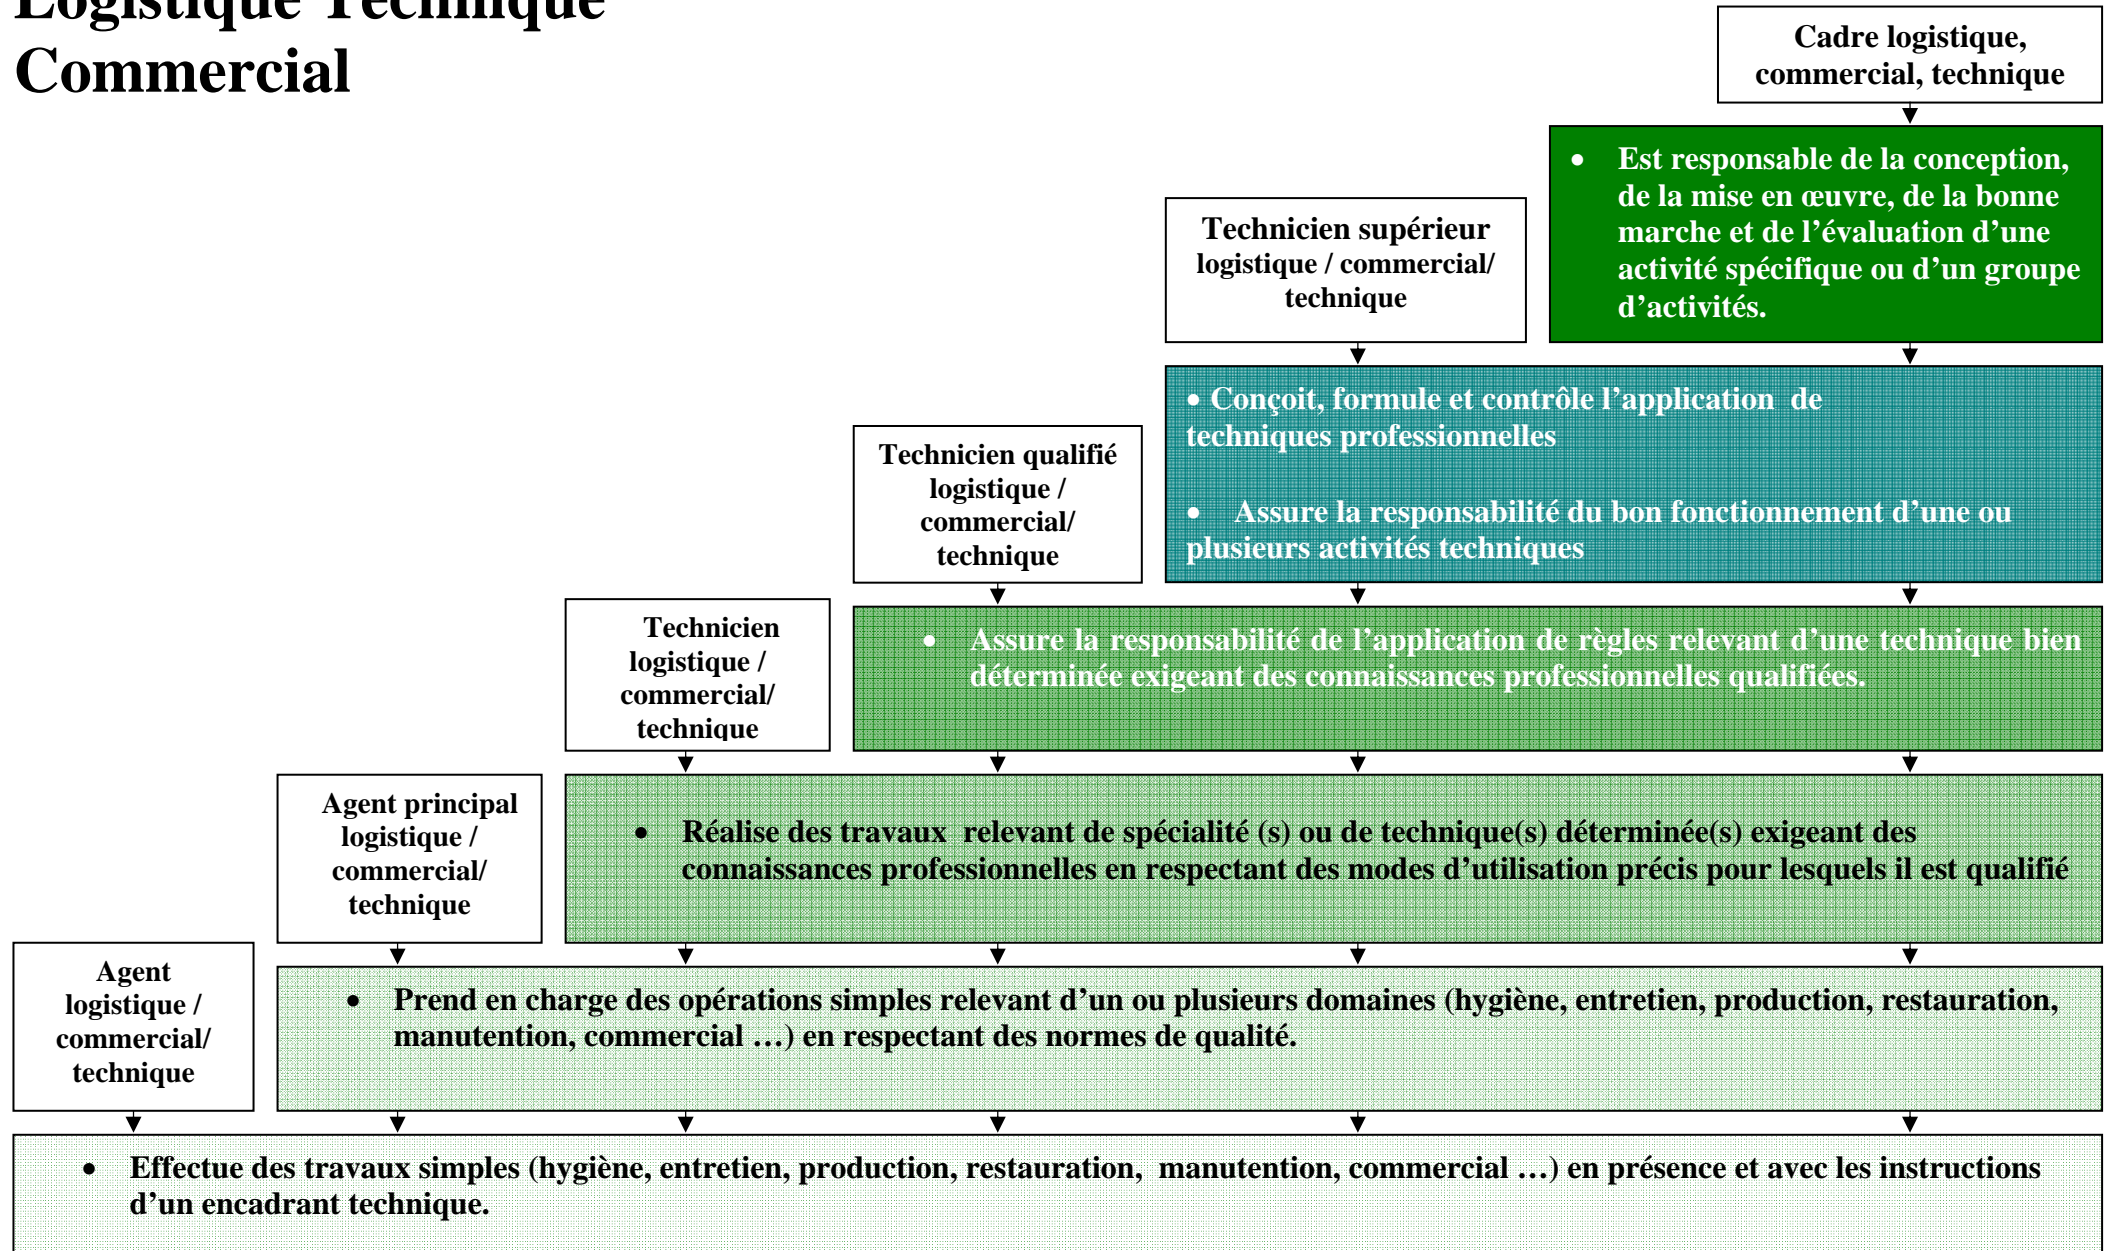 Logistique Technique
Commercial
Cadre logistique,
commercial, technique
• Est responsable de la conception,
de la mise en œuvre, de la bonne
marche et de l’évaluation d’une
activité spécifique ou d’un groupe
d’activités.
Technicien supérieur
logistique / commercial/
technique
• Conçoit, formule et contrôle l’application de
techniques professionnelles
• Assure la responsabilité du bon fonctionnement d’une ou
plusieurs activités techniques
Technicien qualifié
logistique /
commercial/
technique
• Assure la responsabilité de l’application de règles relevant d’une technique bien
déterminée exigeant des connaissances professionnelles qualifiées.
Technicien
logistique /
commercial/
technique
• Réalise des travaux relevant de spécialité (s) ou de technique(s) déterminée(s) exigeant des
connaissances professionnelles en respectant des modes d’utilisation précis pour lesquels il est qualifié
Agent principal
logistique /
commercial/
technique
• Prend en charge des opérations simples relevant d’un ou plusieurs domaines (hygiène, entretien, production, restauration,
manutention, commercial …) en respectant des normes de qualité.
Agent
logistique /
commercial/
technique
• Effectue des travaux simples (hygiène, entretien, production, restauration, manutention, commercial …) en présence et avec les instructions
d’un encadrant technique.